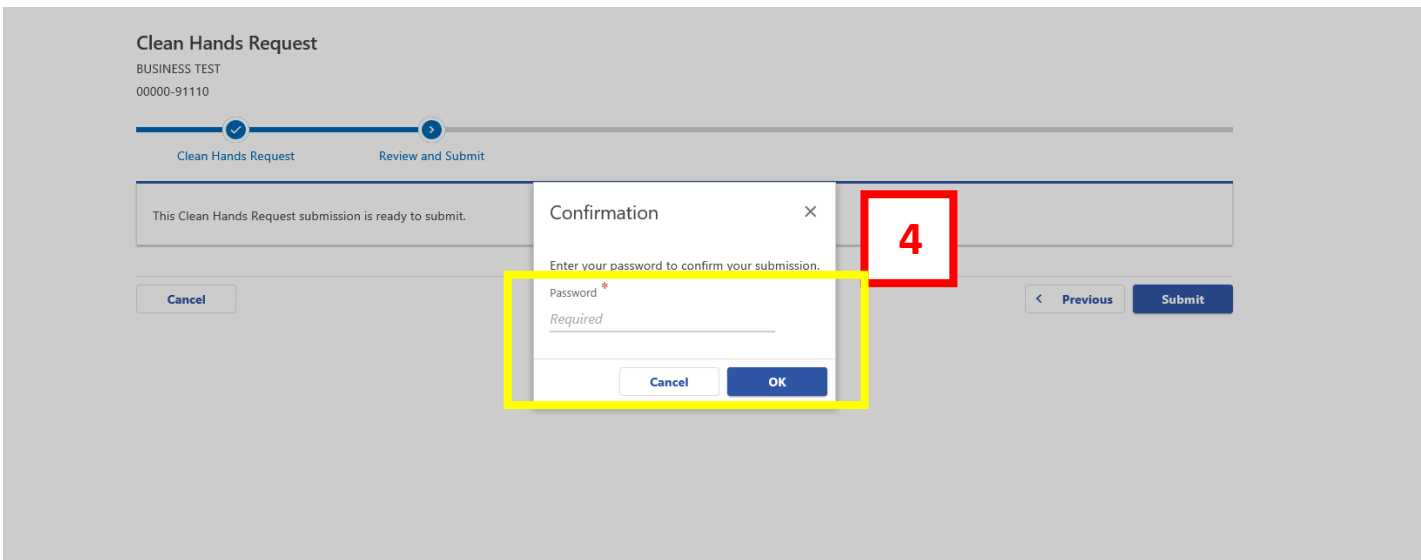 Clean Hands Request
BUSINESS TEST
00000-91110
Clean Hands Request
Review and Submit
This Clean Hands Request submission is ready to submit.
Confirmation
4
Enter your password to confirm your submission.
Password *
Required
Cancel
Previous
Submit
Cancel
OK